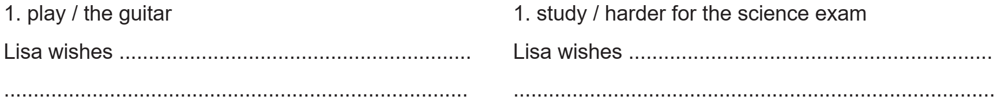 1. play / the guitar
Lisa wishes ............................................................
...............................................................................
1. study / harder for the science exam
Lisa wishes ..............................................................
..................................................................................